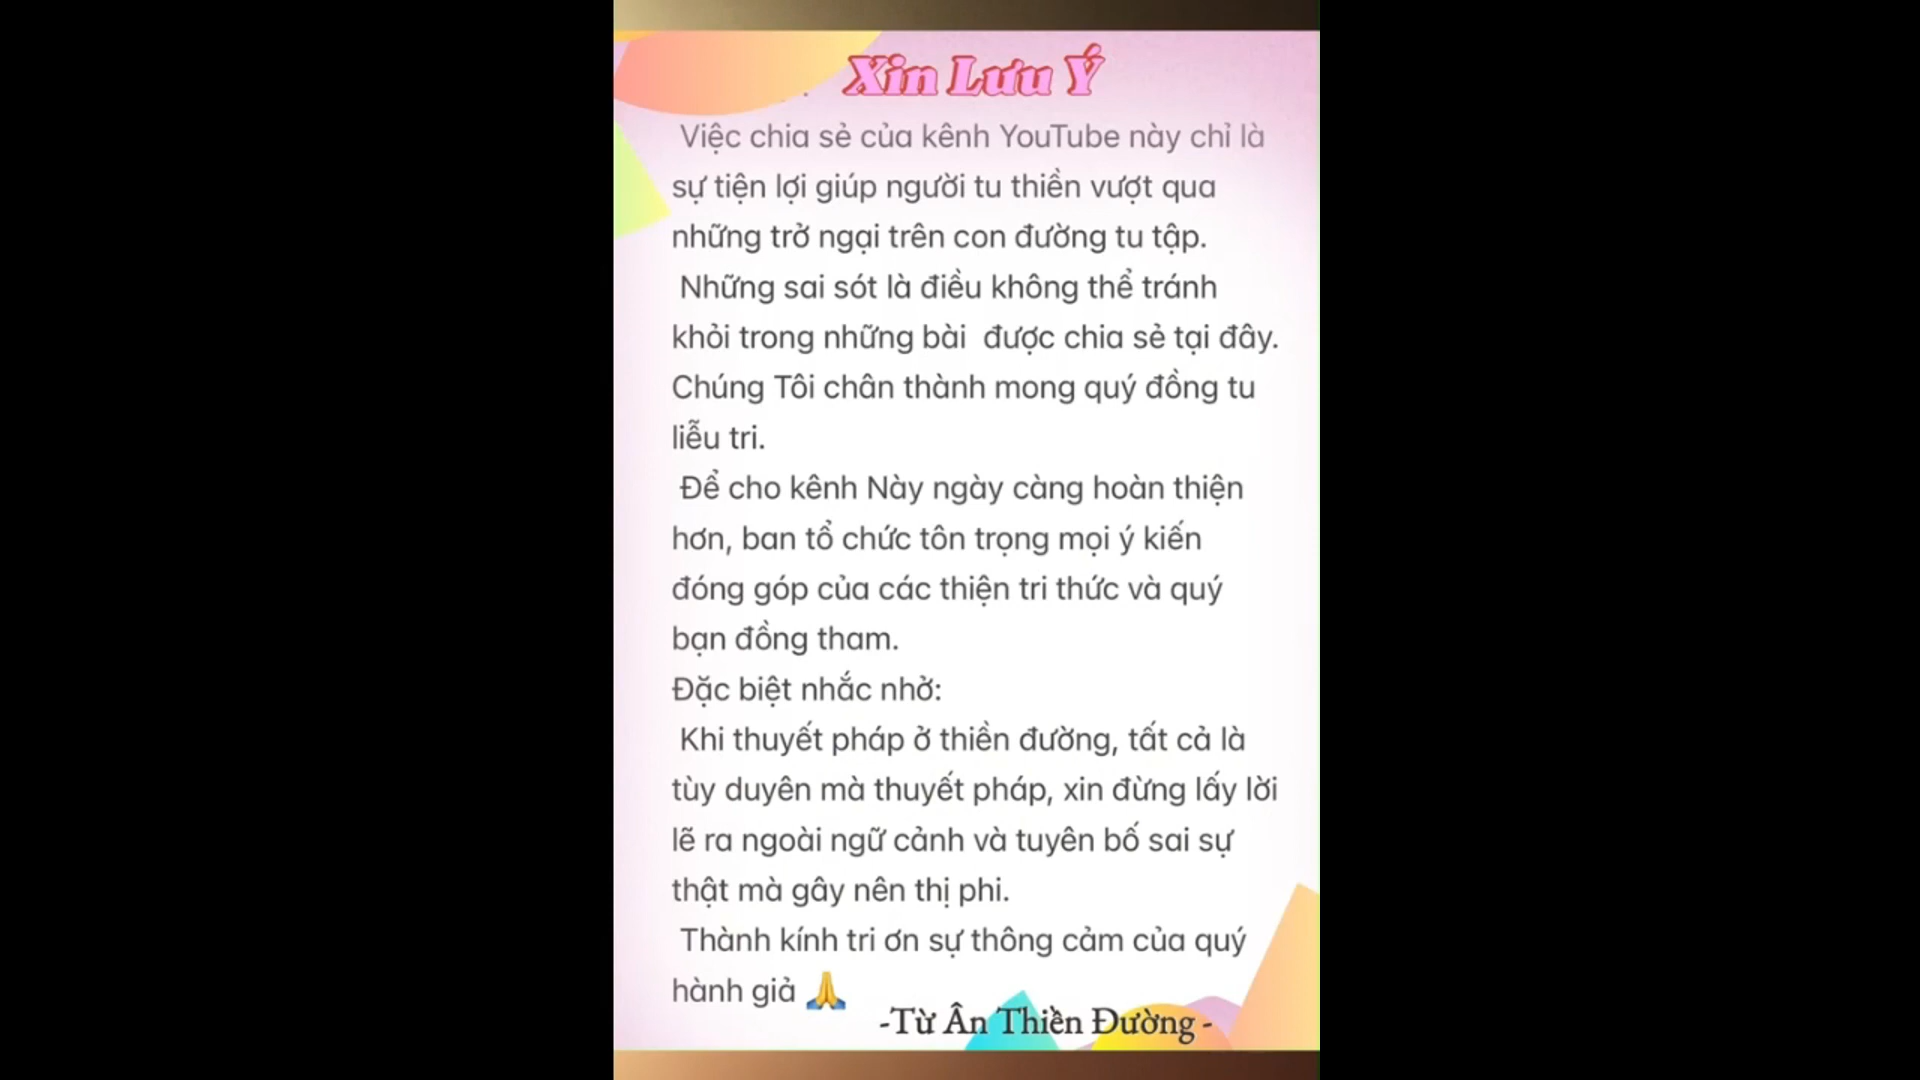 Xin Lưu Ý
Việc chia sẻ của kênh YouTube này chỉ là
sự tiện lợi giúp người tu thiền vượt qua
những trở ngại trên con đường tu tập.
Những sai sót là điều không thể tránh
khỏi trong những bài  được chia sẻ tại đây.
Chúng Tôi chân thành mong quý đồng tu
liễu tri.
Để cho kênh Này ngày càng hoàn thiện
hơn, ban tổ chức tôn trọng mọi ý kiến
đóng góp của các thiện tri thức và quý
bạn đồng tham.
Đặc biệt nhắc nhở:
Khi thuyết pháp ở thiền đường, tất cả là
tùy duyên mà thuyết pháp, xin đừng lấy lời
lẽ ra ngoài ngữ cảnh và tuyên bố sai sự
thật mà gây nên thị phi.
Thành kính tri ơn sự thông cảm của quý
hành giả 🙏
-Từ Ân Thiền Đường -